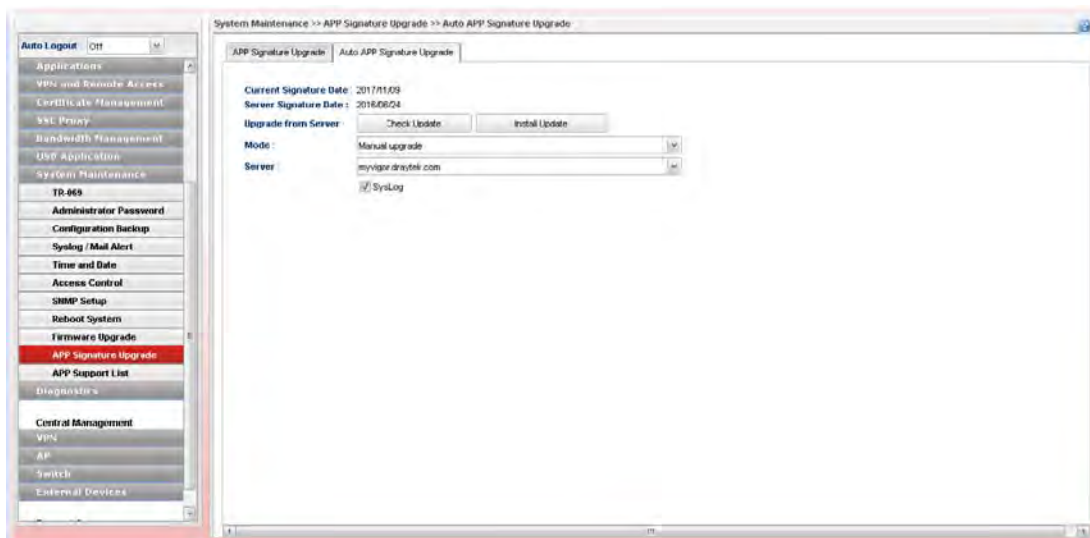 System Maintenance >> APP Signature Upgrade >> Auto APP Signature Upgrade
Auto Logout Off
Applications
VPN and Remote Access
Certificate Management
SSL Proxy
Bandwidth Management
USB Application
System Maintenance
TR-069
Administrator Password
Configuration Backup
Syslog / Mail Alert
Time and Date
Access Control
SNMP Setup
Reboot System
Firmware Upgrade
APP Signature Upgrade
APP Support List
Diagnostics
Central Management
VPN
AP
Switch
External Devices
APP Signature Upgrade Auto APP Signature Upgrade
Current Signature Date : 2017/11/09
Server Signature Date : 2016/06/24
Upgrade from Server Check Update Install Update
Mode : Manual upgrade
Server myvigor.draytek.com
SysLog